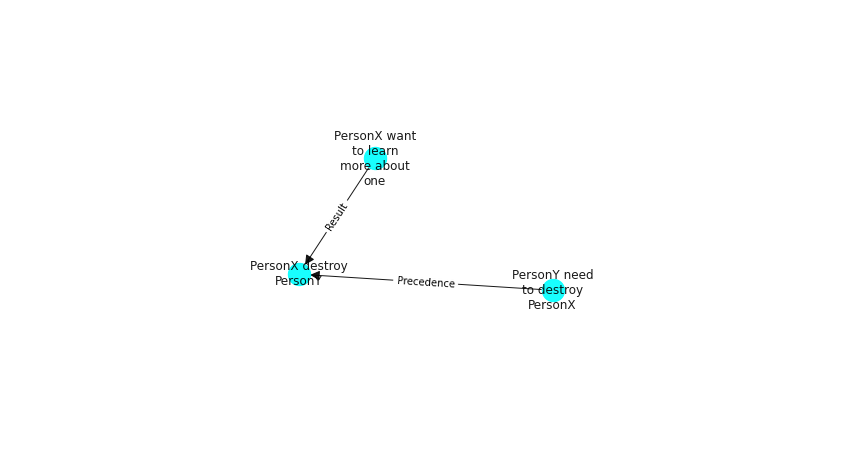 PersonX want
to learn
more about
one
Result
PersonX destroy
PersonY
Precedence
PersonY need
to destroy
PersonX